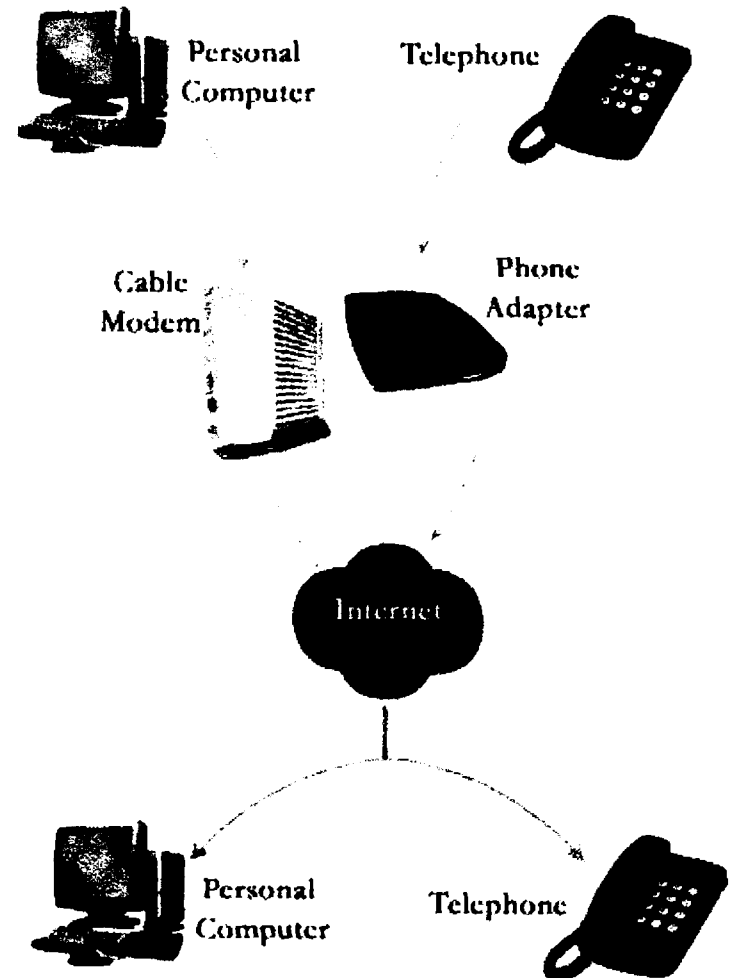 Personal
Computer
Telephone
Cable
Modem
Phone
Adapter
Internet
Personal
Computer
Telephone